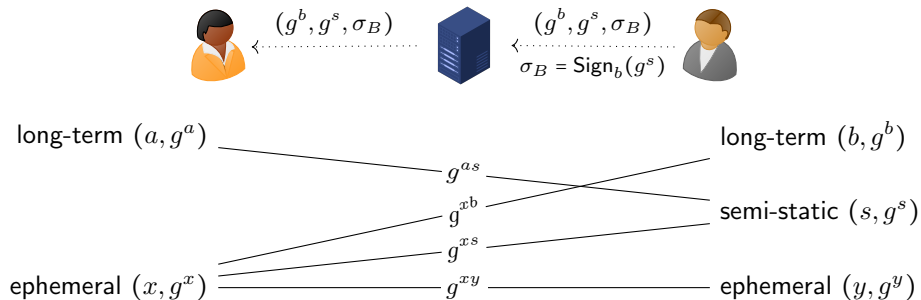 (g^b, g^s, σ_B) (g^b, g^s, σ_B)
σ_B = Sign_b(g^s)
long-term (a, g^a) long-term (b, g^b)
g^{as}
g^{xb} semi-static (s, g^s)
g^{xs}
ephemeral (x, g^x) g^{xy} ephemeral (y, g^y)